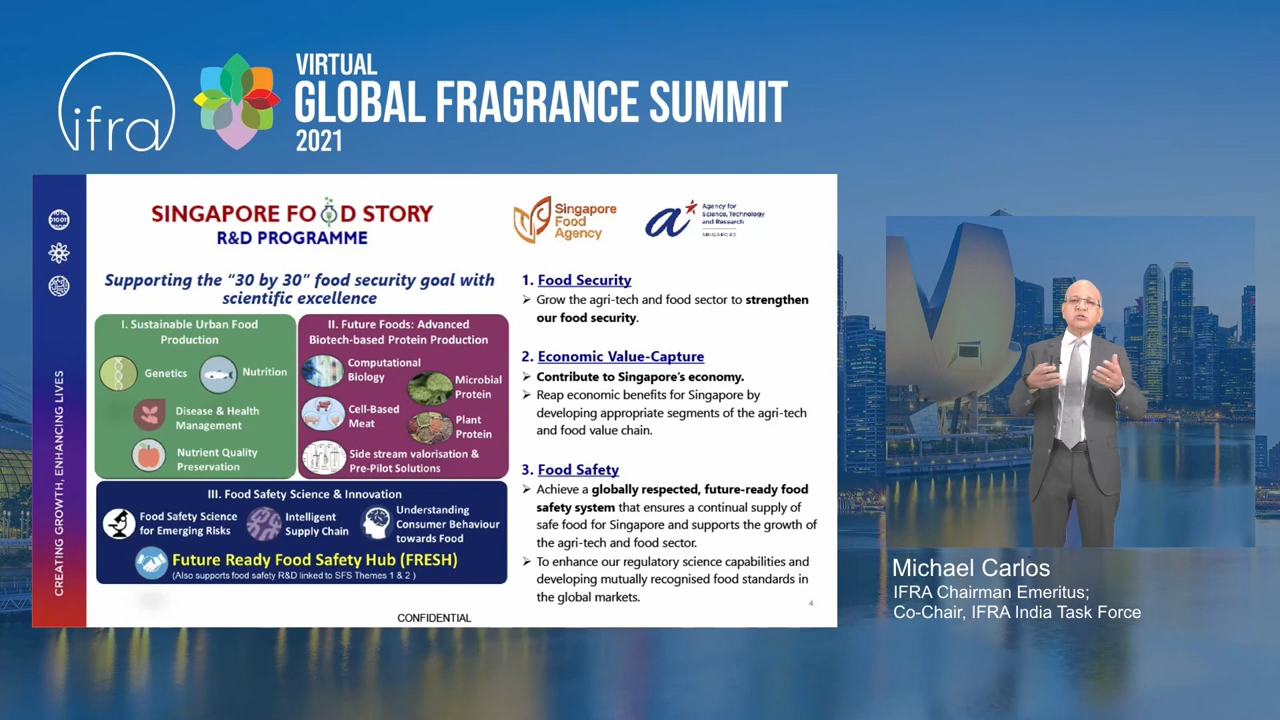 ifra
VIRTUAL
GLOBAL FRAGRANCE SUMMIT
2021
CREATING GROWTH, ENHANCING LIVES
SINGAPORE FOOD STORY
R&D PROGRAMME
Singapore
Food
Agency
Agency for
Science, Technology
and Research
SINGAPORE
Supporting the “30 by 30” food security goal with
scientific excellence
I. Sustainable Urban Food
Production
Genetics
Nutrition
Disease & Health
Management
Nutrient Quality
Preservation
II. Future Foods: Advanced
Biotech-based Protein Production
Computational
Biology
Microbial
Protein
Cell-Based
Meat
Plant
Protein
Side stream valorisation &
Pre-Pilot Solutions
III. Food Safety Science & Innovation
Food Safety Science
for Emerging Risks
Intelligent
Supply Chain
Understanding
Consumer Behaviour
towards Food
Future Ready Food Safety Hub (FRESH)
(Also supports food safety R&D linked to SFS Themes 1 & 2 )
1. Food Security
➢ Grow the agri-tech and food sector to strengthen
our food security.
2. Economic Value-Capture
➢ Contribute to Singapore’s economy.
➢ Reap economic benefits for Singapore by
developing appropriate segments of the agri-tech
and food value chain.
3. Food Safety
➢ Achieve a globally respected, future-ready food
safety system that ensures a continual supply of
safe food for Singapore and supports the growth of
the agri-tech and food sector.
➢ To enhance our regulatory science capabilities and
developing mutually recognised food standards in
the global markets.
4
CONFIDENTIAL
Michael Carlos
IFRA Chairman Emeritus;
Co-Chair, IFRA India Task Force